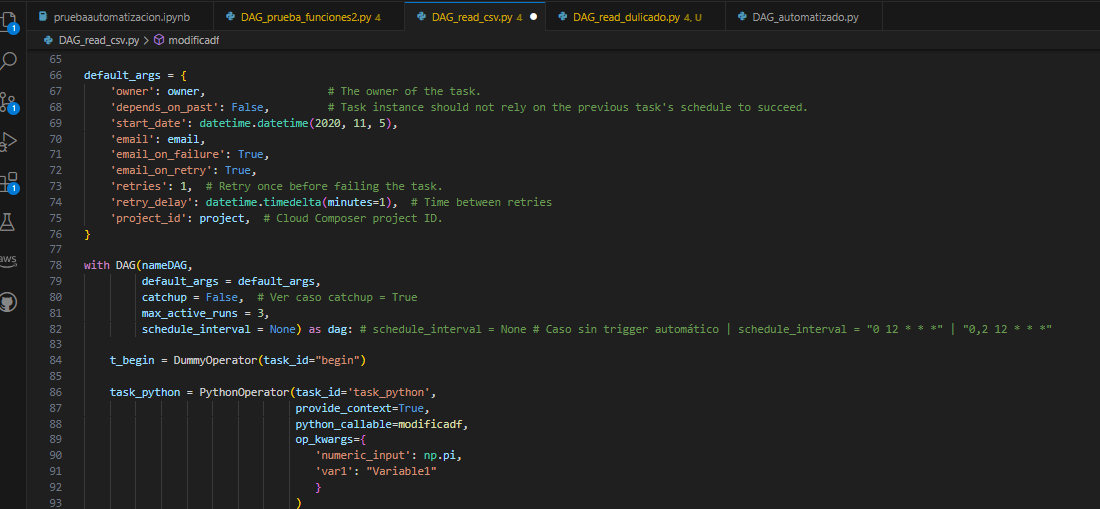 pruebaautomatizacion.ipynb DAG_prueba_funciones2.py 4 DAG_read_csv.py 4 DAG_read_dulicado.py 4, U DAG_automatizado.py
DAG_read_csv.py > modificadf
65
66 default_args = {
67     'owner': owner,                   # The owner of the task.
68     'depends_on_past': False,         # Task instance should not rely on the previous task's schedule to succeed.
69     'start_date': datetime.datetime(2020, 11, 5),
70     'email': email,
71     'email_on_failure': True,
72     'email_on_retry': True,
73     'retries': 1,  # Retry once before failing the task.
74     'retry_delay': datetime.timedelta(minutes=1),  # Time between retries
75     'project_id': project,  # Cloud Composer project ID.
76 }
77
78 with DAG(nameDAG,
79          default_args = default_args,
80          catchup = False,  # Ver caso catchup = True
81          max_active_runs = 3,
82          schedule_interval = None) as dag: # schedule_interval = None # Caso sin trigger automático | schedule_interval = "0 12 * * *" | "0,2 12 * * *"
83
84     t_begin = DummyOperator(task_id="begin")
85
86     task_python = PythonOperator(task_id='task_python',
87                                  provide_context=True,
88                                  python_callable=modificadf,
89                                  op_kwargs={
90                                     'numeric_input': np.pi,
91                                     'var1': "Variable1"
92                                     }
93                                  )
1
1
1
aws